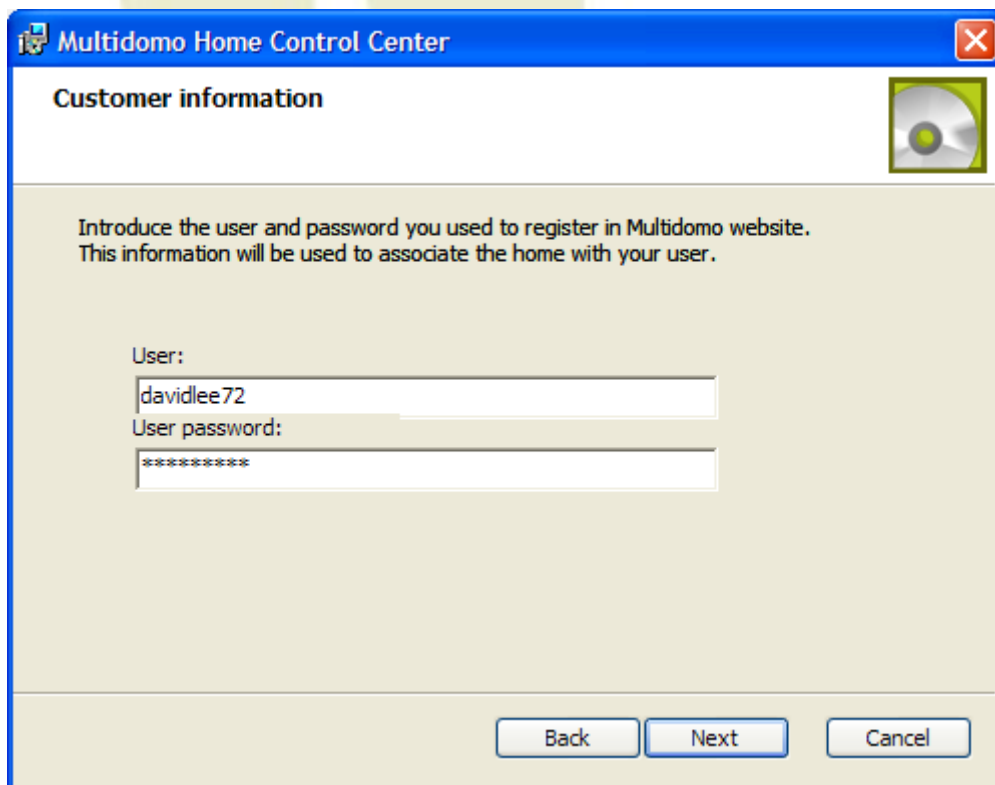 Multidomo Home Control Center
Customer information
Introduce the user and password you used to register in Multidomo website.
This information will be used to associate the home with your user.
User:
davidlee72
User password:
*********
Back Next Cancel